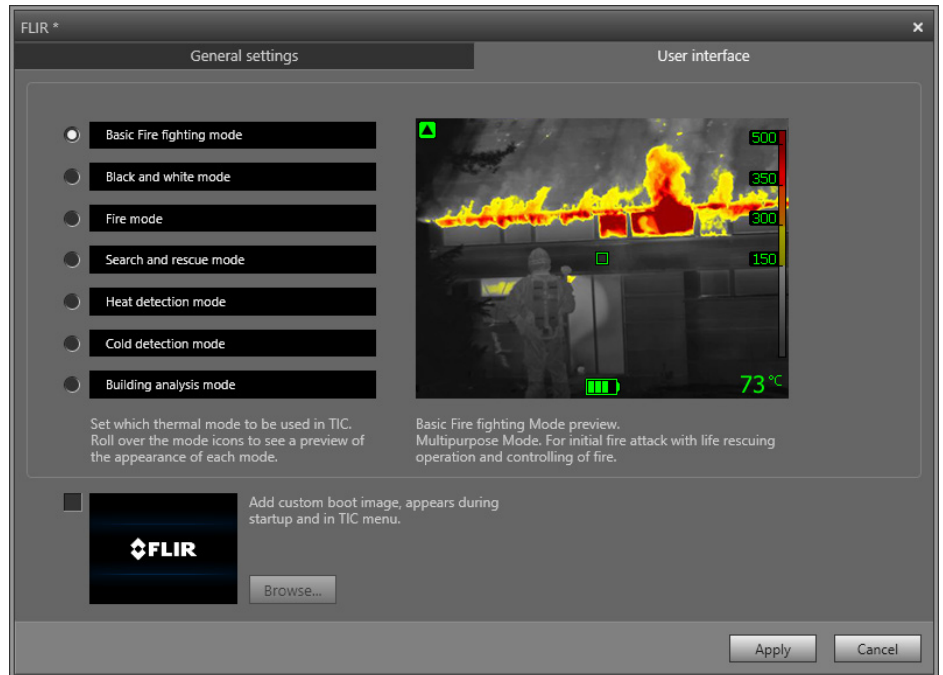 FLIR *
General settings
User interface
Basic Fire fighting mode
Black and white mode
Fire mode
Search and rescue mode
Heat detection mode
Cold detection mode
Building analysis mode
Set which thermal mode to be used in TIC.
Roll over the mode icons to see a preview of
the appearance of each mode.
500
350
300
150
73 °C
Basic Fire fighting Mode preview.
Multipurpose Mode. For initial fire attack with life rescuing
operation and controlling of fire.
FLIR
Add custom boot image, appears during
startup and in TIC menu.
Browse...
Apply
Cancel